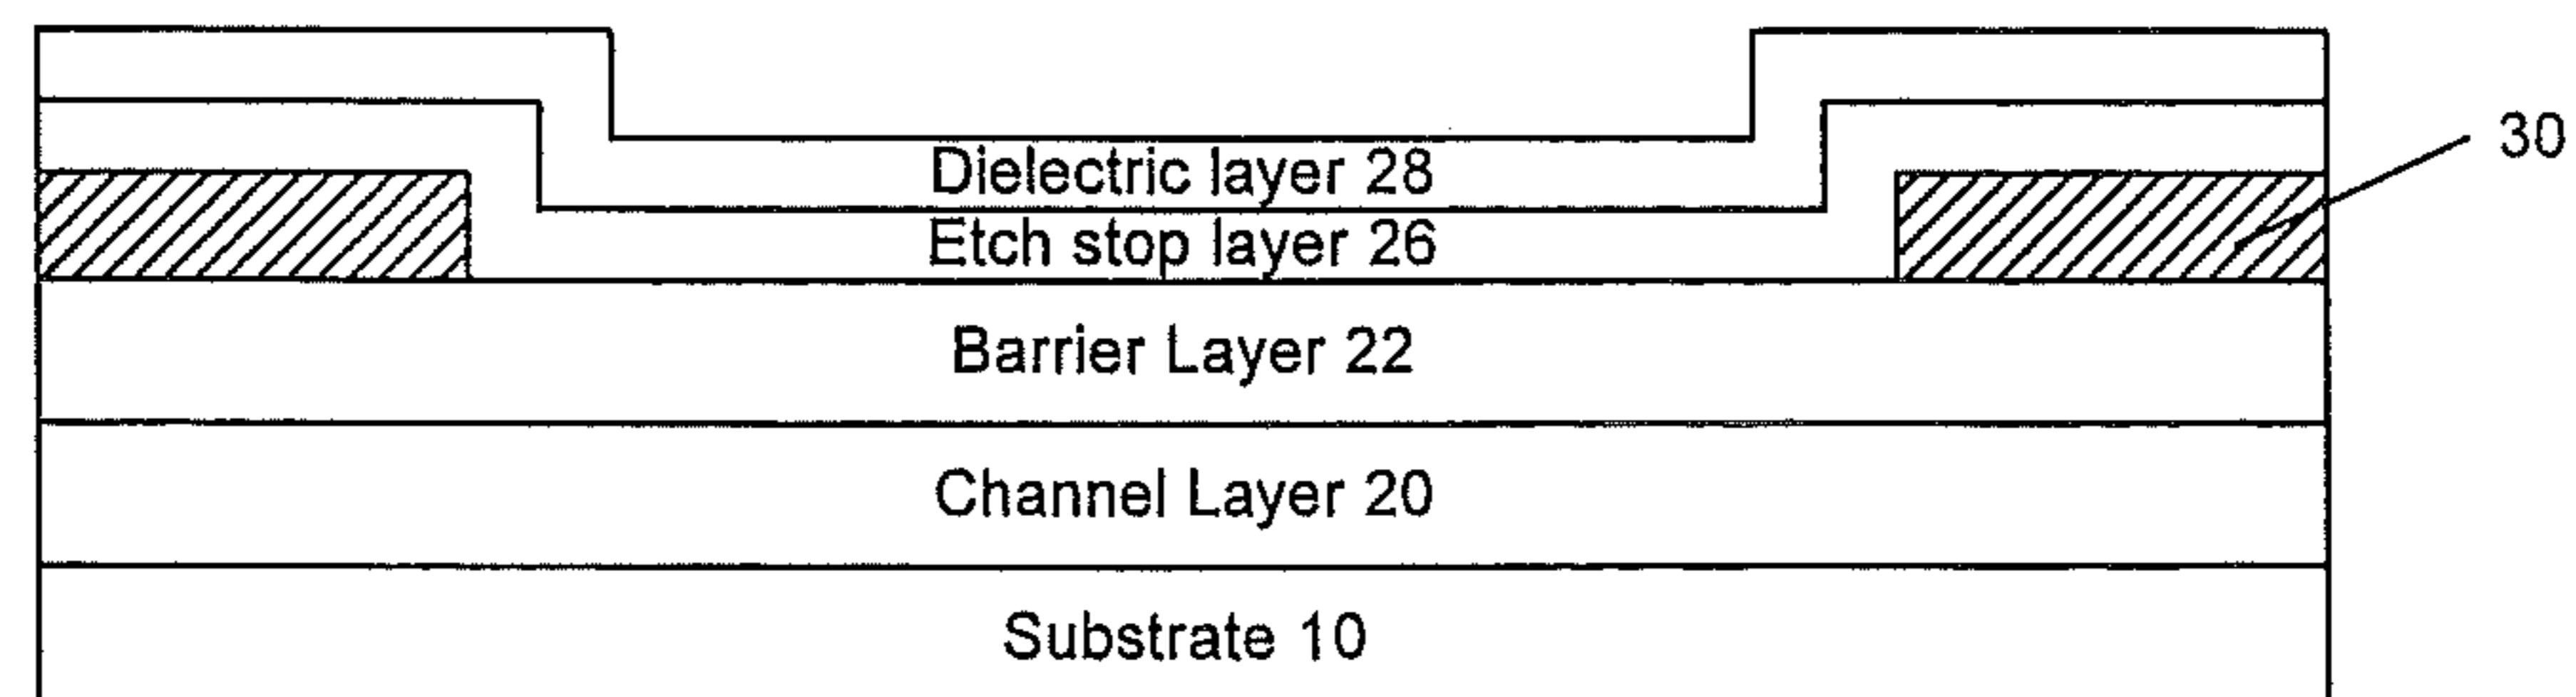 30
Dielectric layer 28
Etch stop layer 26
Barrier Layer 22
Channel Layer 20
Substrate 10